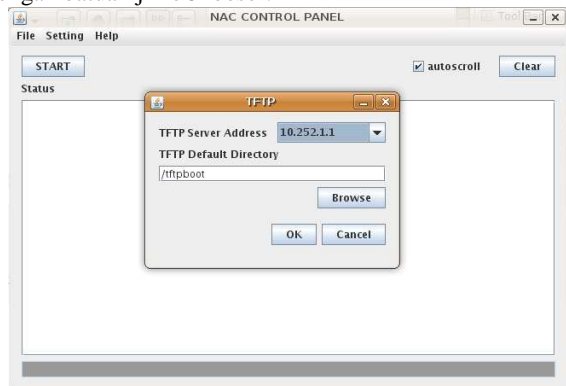 NAC CONTROL PANEL
File Setting Help
START
autoscroll
Clear
Status
TFTP
TFTP Server Address 10.252.1.1
TFTP Default Directory
/tftpboot
Browse
OK Cancel